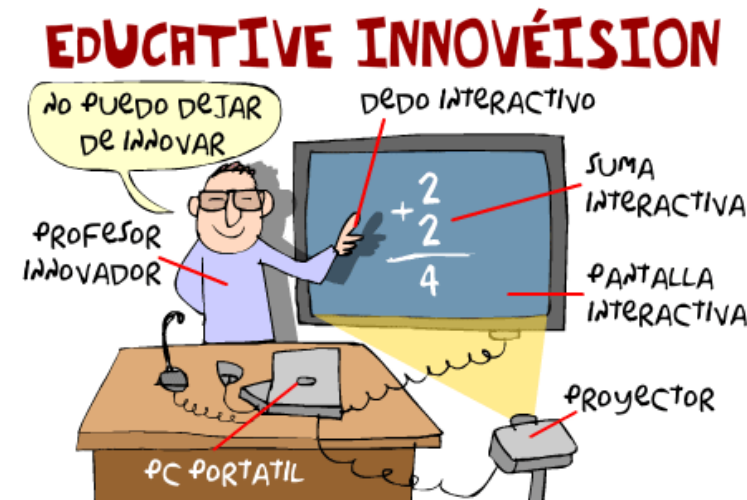 EDUCATIVE INNOVÉISION
NO PUEDO DEJAR
DE INNOVAR
DEDO INTERACTIVO
2
+
2
4
SUMA
INTERACTIVA
PROFESOR
INNOVADOR
PANTALLA
INTERACTIVA
PROYECTOR
PC PORTATIL